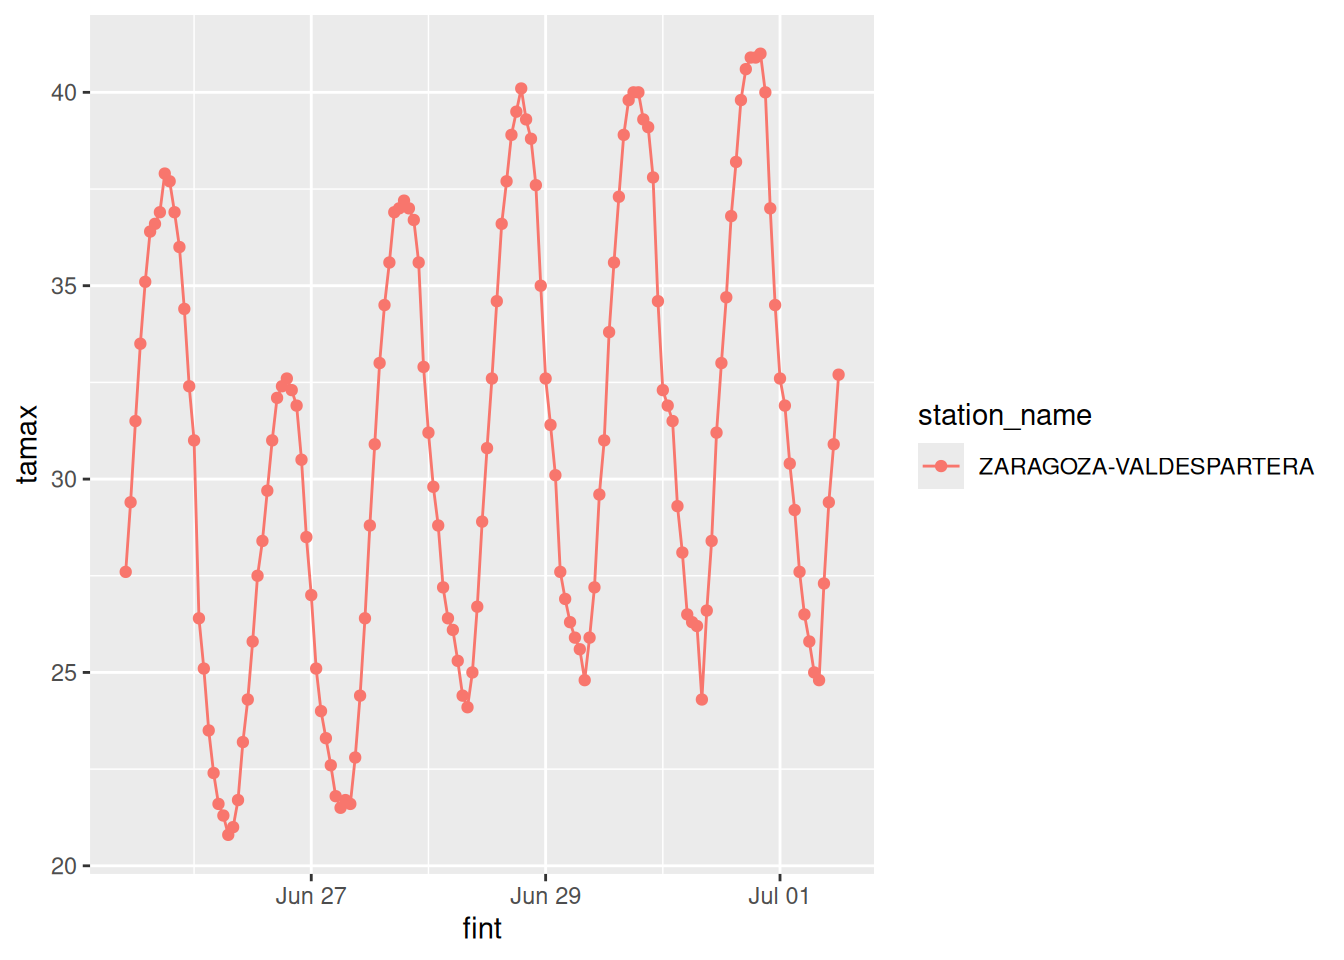 40
35
30
25
20
tamax
Jun 27
Jun 29
Jul 01
fint
station_name
ZARAGOZA-VALDESPARTERA